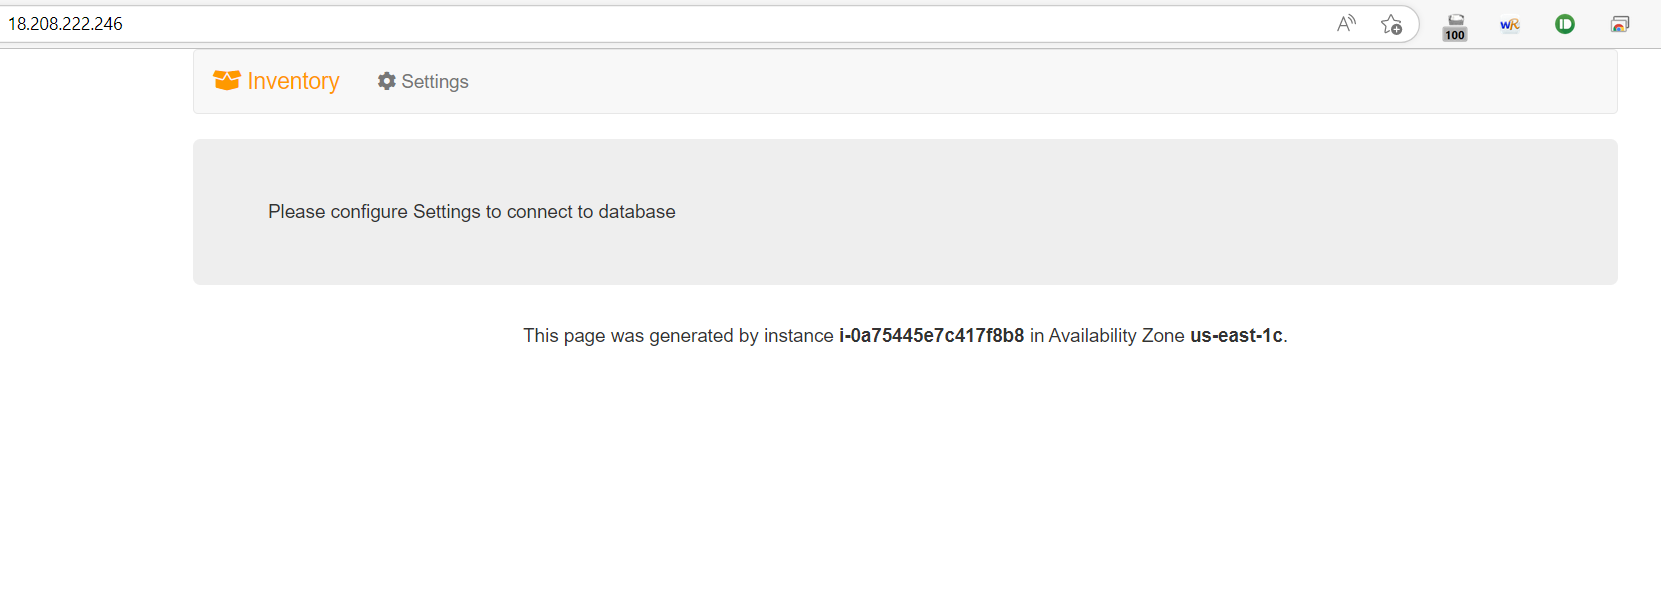 18.208.222.246
100
wR
Inventory
Settings
Please configure Settings to connect to database
This page was generated by instance i-0a75445e7c417f8b8 in Availability Zone us-east-1c.